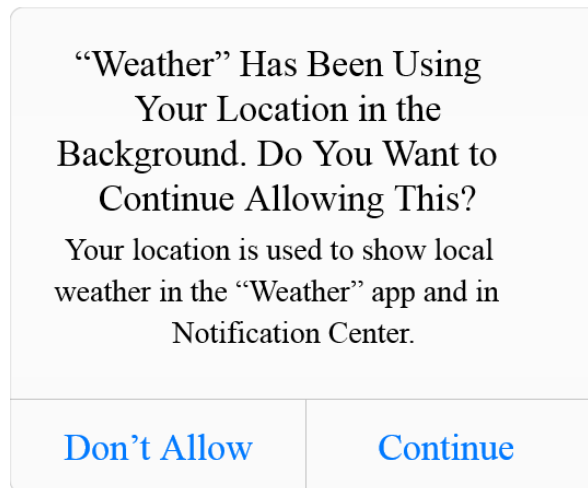 “Weather” Has Been Using
Your Location in the
Background. Do You Want to
Continue Allowing This?
Your location is used to show local
weather in the “Weather” app and in
Notification Center.
Don’t Allow
Continue